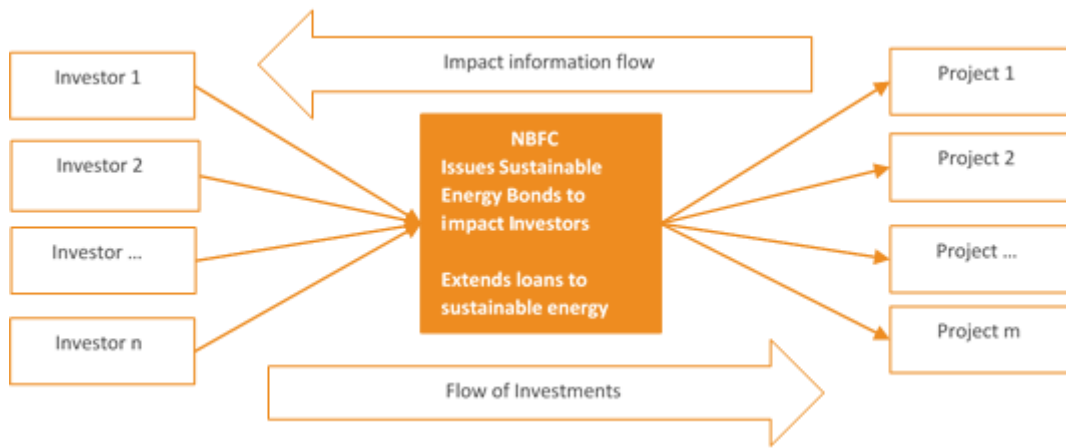 Impact information flow
Investor 1
Investor 2
Investor ...
Investor n
NBFC
Issues Sustainable
Energy Bonds to
impact Investors
Extends loans to
sustainable energy
Project 1
Project 2
Project ...
Project m
Flow of Investments